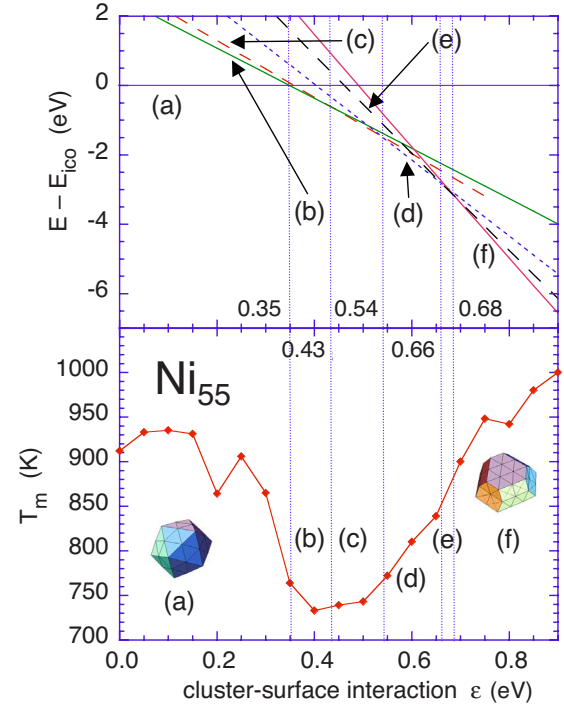 2
0
-2
-4
-6
E – E_ico (eV)
(c)
(e)
(a)
(b)
(d)
(f)
0.35
0.54
0.68
0.43
0.66
Ni_55
1000
950
900
850
800
750
700
T_m (K)
(b)
(c)
(e)
(f)
(d)
(a)
0.0
0.2
0.4
0.6
0.8
cluster-surface interaction ε (eV)